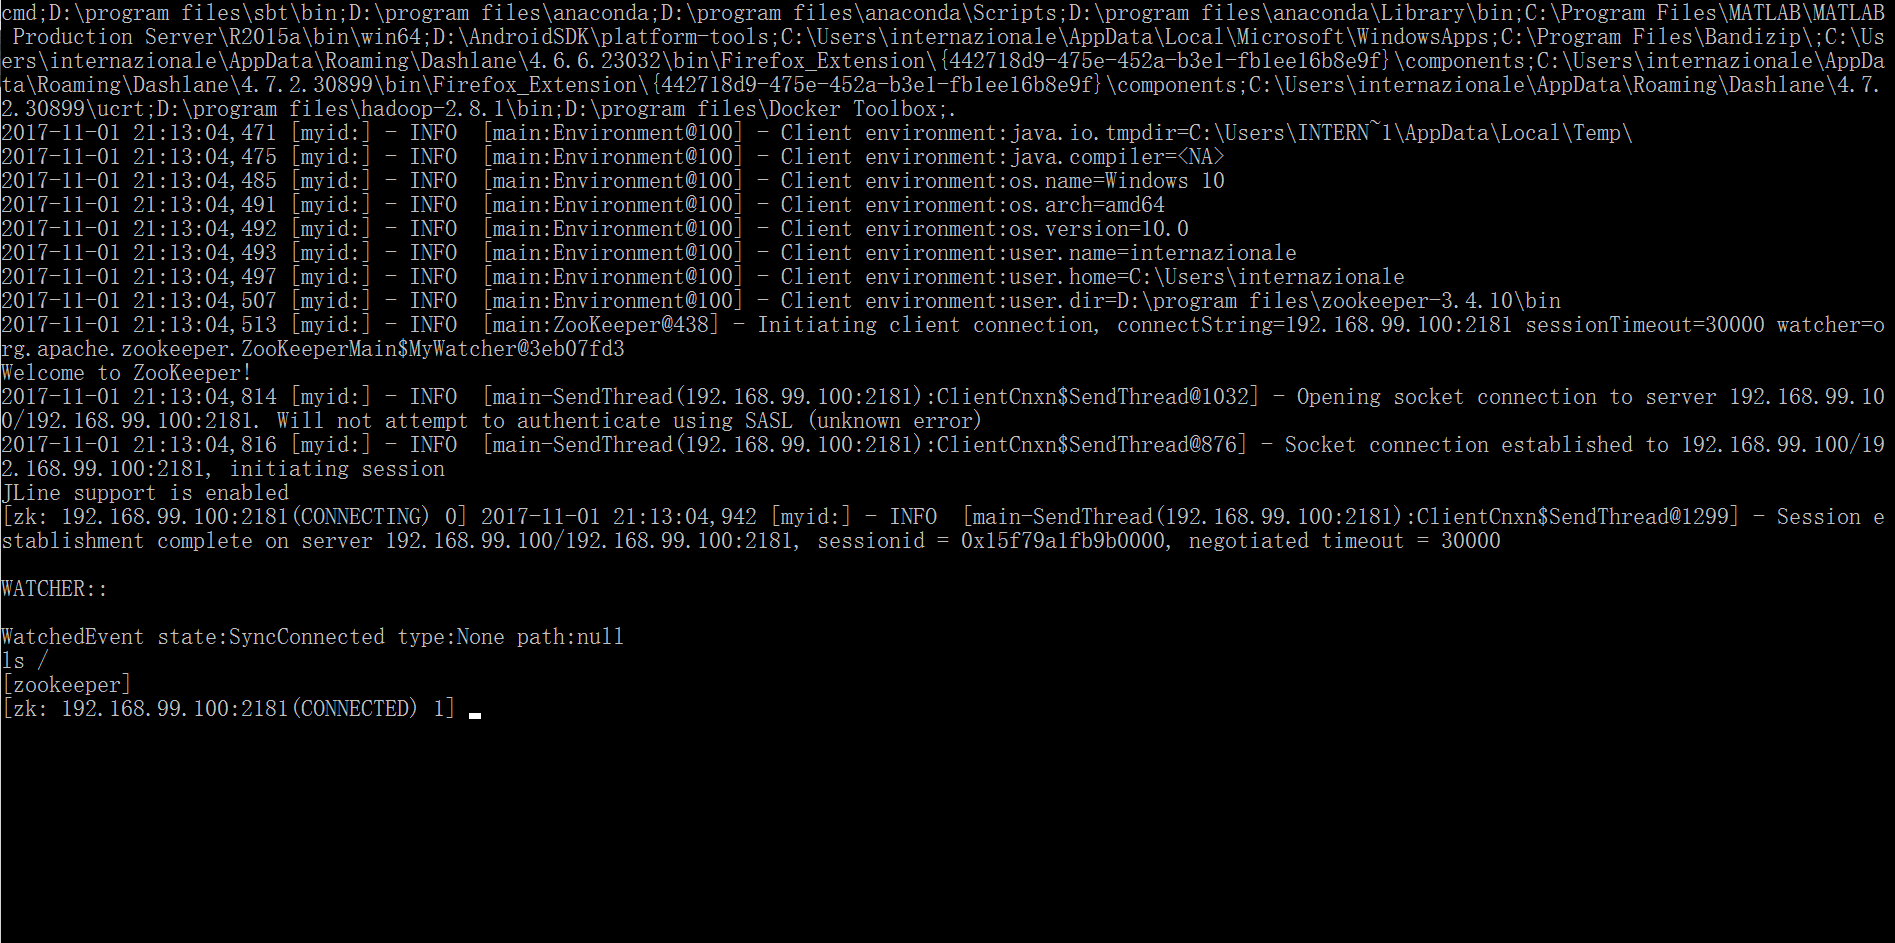 cmd;D:\program files\sbt\bin;D:\program files\anaconda;D:\program files\anaconda\Scripts;D:\program files\anaconda\Library\bin;C:\Program Files\MATLAB\MATLAB
 Production Server\R2015a\bin\win64;D:\AndroidSDK\platform-tools;C:\Users\internazionale\AppData\Local\Microsoft\WindowsApps;C:\Program Files\Bandizip\;C:\Us
ers\internazionale\AppData\Roaming\Dashlane\4.6.6.23032\bin\Firefox_Extension\{442718d9-475e-452a-b3e1-fb1ee16b8e9f}\components;C:\Users\internazionale\AppDa
ta\Roaming\Dashlane\4.7.2.30899\bin\Firefox_Extension\{442718d9-475e-452a-b3e1-fb1ee16b8e9f}\components;C:\Users\internazionale\AppData\Roaming\Dashlane\4.7.
2.30899\ucrt;D:\program files\hadoop-2.8.1\bin;D:\program files\Docker Toolbox;.
2017-11-01 21:13:04,471 [myid:] - INFO  [main:Environment@100] - Client environment:java.io.tmpdir=C:\Users\INTERN~1\AppData\Local\Temp\
2017-11-01 21:13:04,475 [myid:] - INFO  [main:Environment@100] - Client environment:java.compiler=<NA>
2017-11-01 21:13:04,485 [myid:] - INFO  [main:Environment@100] - Client environment:os.name=Windows 10
2017-11-01 21:13:04,491 [myid:] - INFO  [main:Environment@100] - Client environment:os.arch=amd64
2017-11-01 21:13:04,492 [myid:] - INFO  [main:Environment@100] - Client environment:os.version=10.0
2017-11-01 21:13:04,493 [myid:] - INFO  [main:Environment@100] - Client environment:user.name=internazionale
2017-11-01 21:13:04,497 [myid:] - INFO  [main:Environment@100] - Client environment:user.home=C:\Users\internazionale
2017-11-01 21:13:04,507 [myid:] - INFO  [main:Environment@100] - Client environment:user.dir=D:\program files\zookeeper-3.4.10\bin
2017-11-01 21:13:04,513 [myid:] - INFO  [main:ZooKeeper@438] - Initiating client connection, connectString=192.168.99.100:2181 sessionTimeout=30000 watcher=o
rg.apache.zookeeper.ZooKeeperMain$MyWatcher@3eb07fd3
Welcome to ZooKeeper!
2017-11-01 21:13:04,814 [myid:] - INFO  [main-SendThread(192.168.99.100:2181):ClientCnxn$SendThread@1032] - Opening socket connection to server 192.168.99.10
0/192.168.99.100:2181. Will not attempt to authenticate using SASL (unknown error)
2017-11-01 21:13:04,816 [myid:] - INFO  [main-SendThread(192.168.99.100:2181):ClientCnxn$SendThread@876] - Socket connection established to 192.168.99.100/19
2.168.99.100:2181, initiating session
JLine support is enabled
[zk: 192.168.99.100:2181(CONNECTING) 0] 2017-11-01 21:13:04,942 [myid:] - INFO  [main-SendThread(192.168.99.100:2181):ClientCnxn$SendThread@1299] - Session e
stablishment complete on server 192.168.99.100/192.168.99.100:2181, sessionid = 0x15f79a1fb9b0000, negotiated timeout = 30000
WATCHER::
WatchedEvent state:SyncConnected type:None path:null
ls /
[zookeeper]
[zk: 192.168.99.100:2181(CONNECTED) 1]